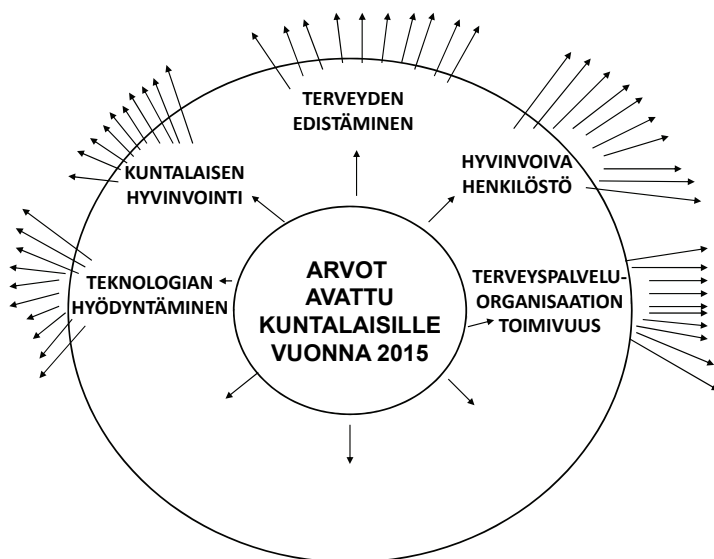 TERVEYDEN
EDISTÄMINEN
KUNTALAISEN
HYVINVOINTI
HYVINVOIVA
HENKILÖSTÖ
TEKNOLOGIAN
HYÖDYNTÄMINEN
ARVOT
AVATTU
KUNTALAISILLE
VUONNA 2015
TERVEYSPALVELU-
ORGANISAATION
TOIMIVUUS